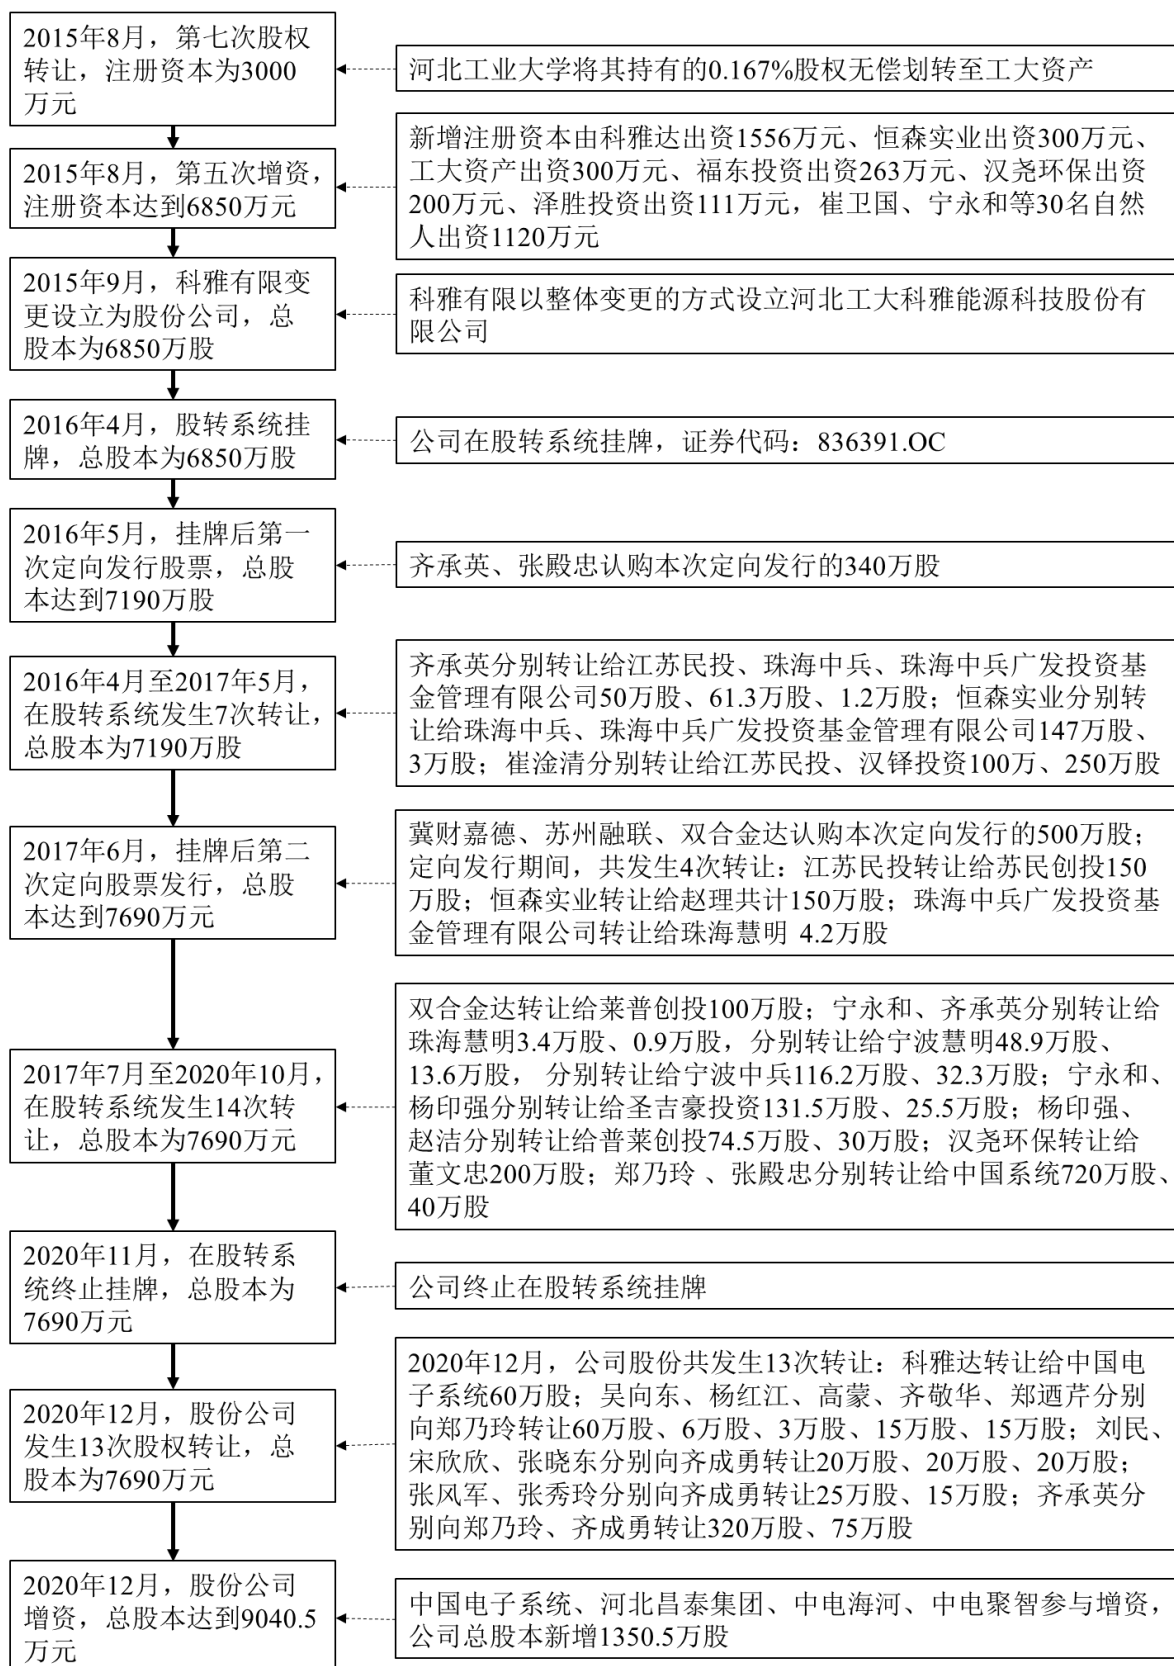 2015年8月，第七次股权
转让，注册资本为3000
万元
河北工业大学将其持有的0.167%股权无偿划转至工大资产
2015年8月，第五次增资，
注册资本达到6850万元
新增注册资本由科雅达出资1556万元、恒森实业出资300万元、
工大资产出资300万元、福东投资出资263万元、汉尧环保出资
200万元、泽胜投资出资111万元，崔卫国、宁永和等30名自然
人出资1120万元
2015年9月，科雅有限变
更设立为股份公司，总
股本为6850万股
科雅有限以整体变更的方式设立河北工大科雅能源科技股份有
限公司
2016年4月，股转系统挂
牌，总股本为6850万股
公司在股转系统挂牌，证券代码：836391.OC
2016年5月，挂牌后第一
次定向发行股票，总股
本达到7190万股
齐承英、张殿忠认购本次定向发行的340万股
2016年4月至2017年5月，
在股转系统发生7次转让，
总股本为7190万股
齐承英分别转让给江苏民投、珠海中兵、珠海中兵广发投资基
金管理有限公司50万股、61.3万股、1.2万股；恒森实业分别转
让给珠海中兵、珠海中兵广发投资基金管理有限公司147万股、
3万股；崔淦清分别转让给江苏民投、汉铎投资100万、250万股
2017年6月，挂牌后第二
次定向股票发行，总股
本达到7690万元
冀财嘉德、苏州融联、双合金达认购本次定向发行的500万股；
定向发行期间，共发生4次转让：江苏民投转让给苏民创投150
万股；恒森实业转让给赵理共计150万股；珠海中兵广发投资基
金管理有限公司转让给珠海慧明 4.2万股
2017年7月至2020年10月，
在股转系统发生14次转
让，总股本为7690万元
双合金达转让给莱普创投100万股；宁永和、齐承英分别转让给
珠海慧明3.4万股、0.9万股，分别转让给宁波慧明48.9万股、
13.6万股， 分别转让给宁波中兵116.2万股、32.3万股；宁永和、
杨印强分别转让给圣吉豪投资131.5万股、25.5万股；杨印强、
赵洁分别转让给普莱创投74.5万股、30万股；汉尧环保转让给
董文忠200万股；郑乃玲 、张殿忠分别转让给中国系统720万股、
40万股
2020年11月，在股转系
统终止挂牌，总股本为
7690万元
公司终止在股转系统挂牌
2020年12月，股份公司
发生13次股权转让，总
股本为7690万元
2020年12月，公司股份共发生13次转让：科雅达转让给中国电
子系统60万股；吴向东、杨红江、高蒙、齐敬华、郑迺芹分别
向郑乃玲转让60万股、6万股、3万股、15万股、15万股；刘民、
宋欣欣、张晓东分别向齐成勇转让20万股、20万股、20万股；
张风军、张秀玲分别向齐成勇转让25万股、15万股；齐承英分
别向郑乃玲、齐成勇转让320万股、75万股
2020年12月，股份公司
增资，总股本达到9040.5
万元
中国电子系统、河北昌泰集团、中电海河、中电聚智参与增资，
公司总股本新增1350.5万股